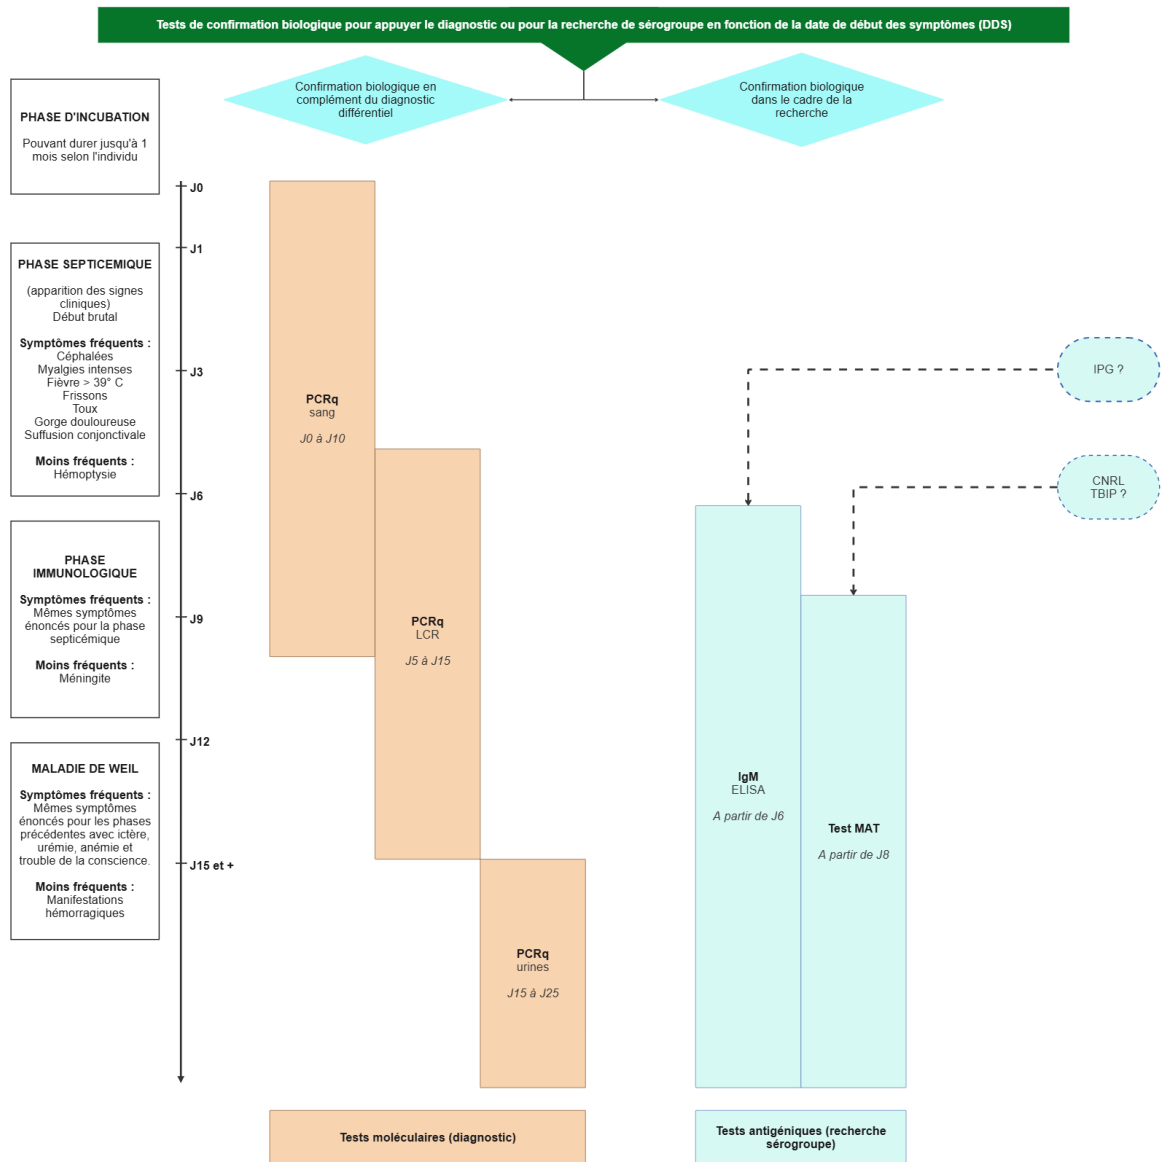 Tests de confirmation biologique pour appuyer le diagnostic ou pour la recherche de sérogroupe en fonction de la date de début des symptômes (DDS)
Confirmation biologique en
complément du diagnostic
différentiel
Confirmation biologique
dans le cadre de la
recherche
PHASE D'INCUBATION
Pouvant durer jusqu'à 1
mois selon l'individu
J0
J1
PHASE SEPTICEMIQUE
(apparition des signes
cliniques)
Début brutal
Symptômes fréquents :
Céphalées
Myalgies intenses
Fièvre > 39° C
Frissons
Toux
Gorge douloureuse
Suffusion conjonctivale
Moins fréquents :
Hémoptysie
J3
J6
PCRq
sang
J0 à J10
IPG ?
CNRL
TBIP ?
PHASE
IMMUNOLOGIQUE
Symptômes fréquents :
Mêmes symptômes
énoncés pour la phase
septicémique
Moins fréquents :
Méningite
J9
PCRq
LCR
J5 à J15
J12
MALADIE DE WEIL
Symptômes fréquents :
Mêmes symptômes
énoncés pour les phases
précédentes avec ictère,
urémie, anémie et
trouble de la conscience.
Moins fréquents :
Manifestations
hémorragiques
J15 et +
IgM
ELISA
A partir de J6
Test MAT
A partir de J8
PCRq
urines
J15 à J25
Tests moléculaires (diagnostic)
Tests antigéniques (recherche
sérogroupe)